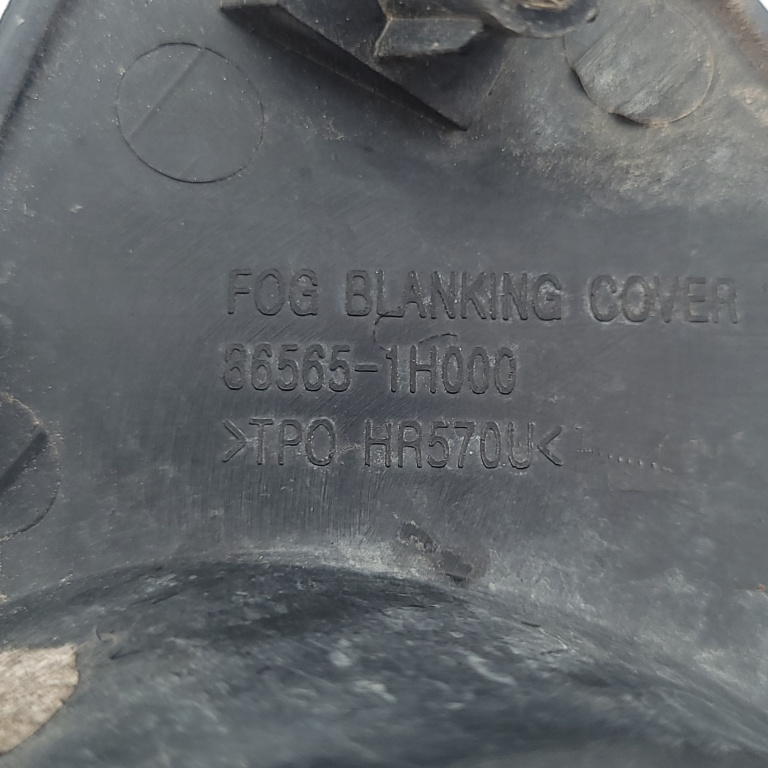 FOG BLANKING COVER
86565-1H000
>TPO HR570U<